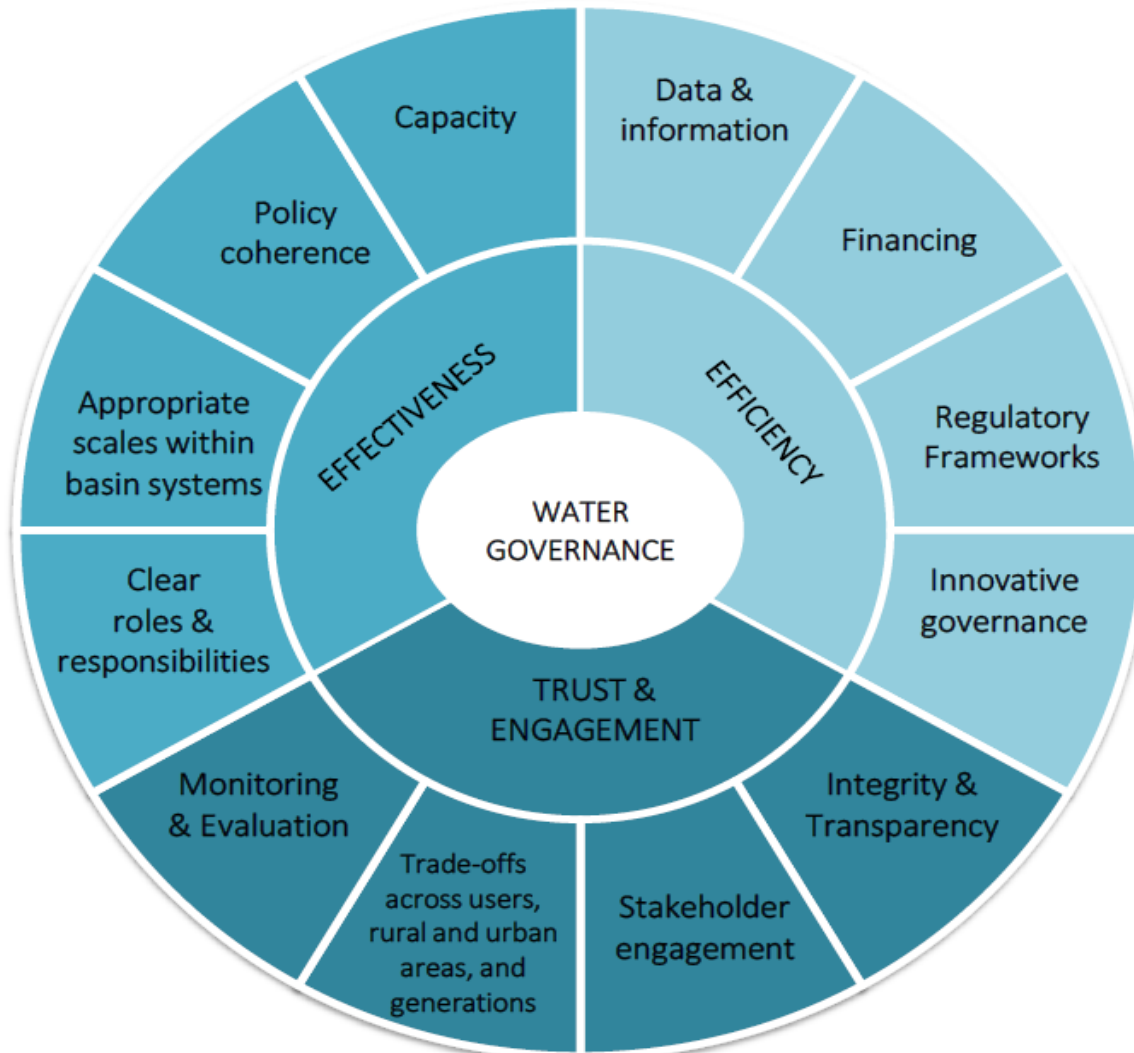 Capacity
Data &
information
Policy
coherence
Financing
Appropriate
scales within
basin systems
Regulatory
Frameworks
EFFECTIVENESS
EFFICIENCY
WATER
GOVERNANCE
Clear
roles &
responsibilities
Innovative
governance
TRUST &
ENGAGEMENT
Monitoring
& Evaluation
Integrity &
Transparency
Trade-offs
across users,
rural and urban
areas, and
generations
Stakeholder
engagement